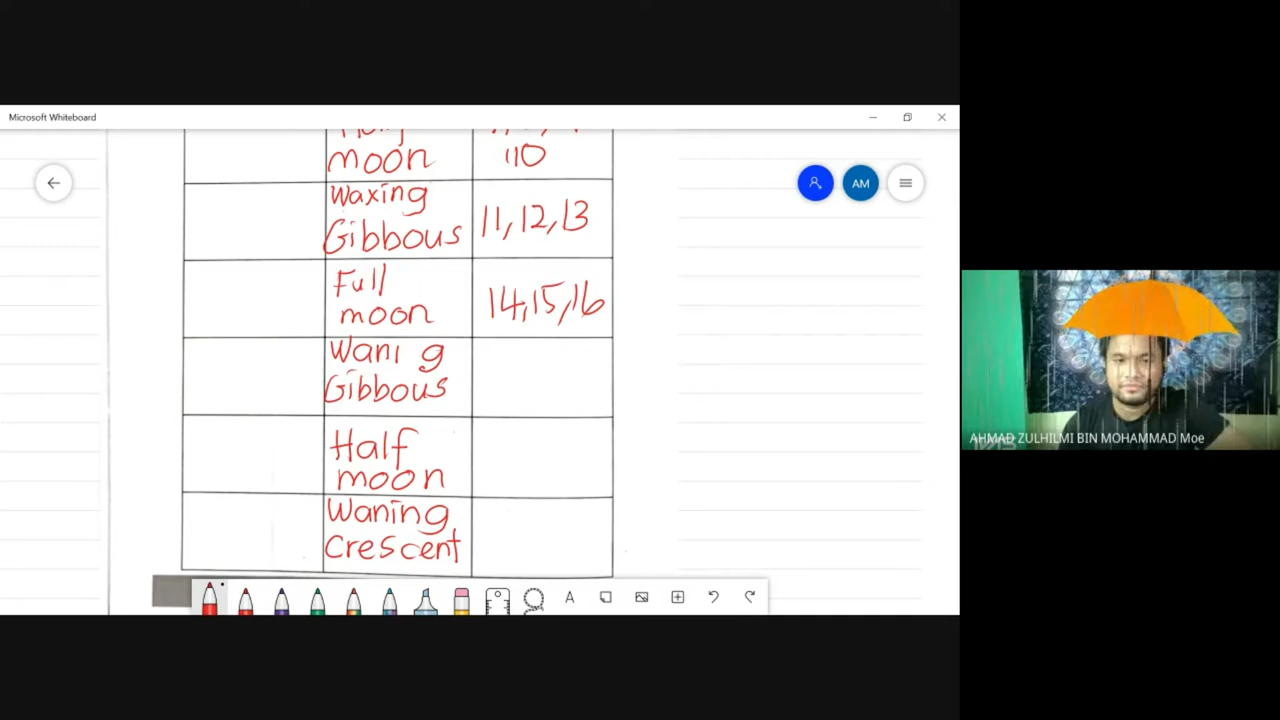 Microsoft Whiteboard
AM
moon
110
Waxing
Gibbous
11, 12, 13
Full
moon
14, 15, 16
Wani g
Gibbous
Half
moon
Waning
Crescent
A
AHMAD ZULHILMI BIN MOHAMMAD Moe